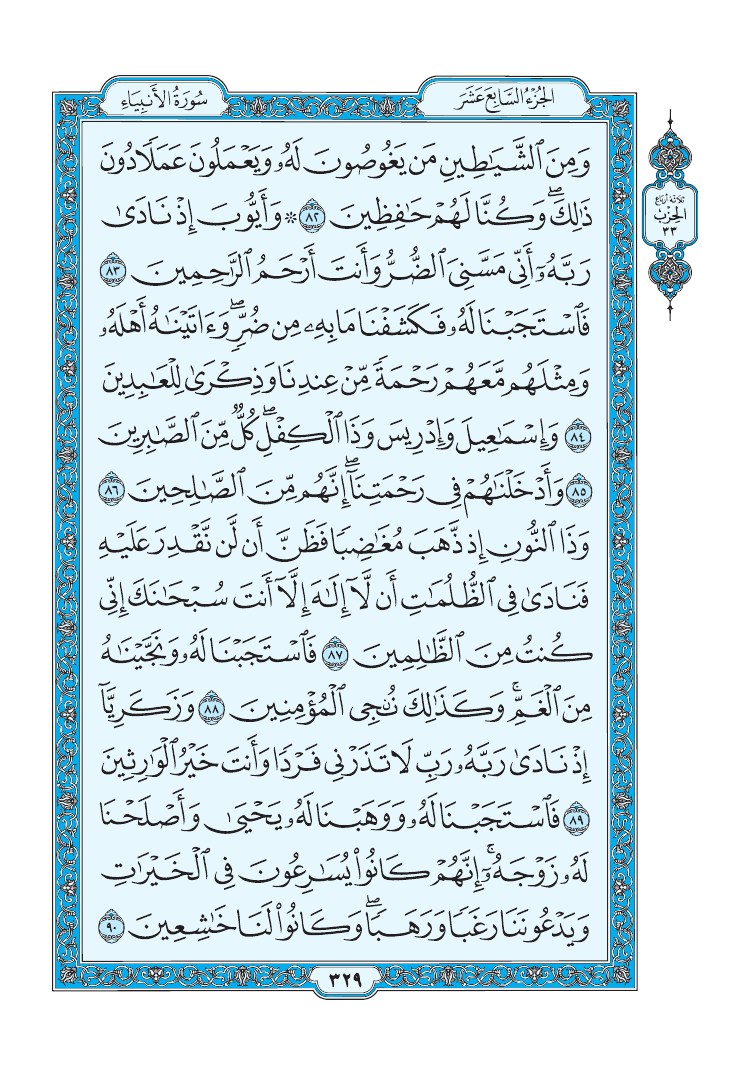 الجُزْءُ السَّابِعَ عَشَرَ
سُورَةُ الأَنبِيَاءِ
وَمِنَ ٱلشَّيَٰطِينِ مَن يَغُوصُونَ لَهُۥ وَيَعْمَلُونَ عَمَلًا دُونَ
ذَٰلِكَۖ وَكُنَّا لَهُمْ حَٰفِظِينَ ٨٢ ۞ وَأَيُّوبَ إِذْ نَادَىٰ
رَبَّهُۥٓ أَنِّي مَسَّنِيَ ٱلضُّرُّ وَأَنتَ أَرْحَمُ ٱلرَّٰحِمِينَ ٨٣
فَٱسْتَجَبْنَا لَهُۥ فَكَشَفْنَا مَا بِهِۦ مِن ضُرّٖۖ وَءَاتَيْنَٰهُ أَهْلَهُۥ
وَمِثْلَهُم مَّعَهُمْ رَحْمَةٗ مِّنْ عِندِنَا وَذِكْرَىٰ لِلْعَٰبِدِينَ
٨٤ وَإِسْمَٰعِيلَ وَإِدْرِيسَ وَذَا ٱلْكِفْلِۖ كُلّٞ مِّنَ ٱلصَّٰبِرِينَ
٨٥ وَأَدْخَلْنَٰهُمْ فِي رَحْمَتِنَآۖ إِنَّهُم مِّنَ ٱلصَّٰلِحِينَ ٨٦
وَذَا ٱلنُّونِ إِذ ذَّهَبَ مُغَٰضِبٗا فَظَنَّ أَن لَّن نَّقْدِرَ عَلَيْهِ
فَنَادَىٰ فِي ٱلظُّلُمَٰتِ أَن لَّآ إِلَٰهَ إِلَّآ أَنتَ سُبْحَٰنَكَ إِنِّي
كُنتُ مِنَ ٱلظَّٰلِمِينَ ٨٧ فَٱسْتَجَبْنَا لَهُۥ وَنَجَّيْنَٰهُ
مِنَ ٱلْغَمِّۚ وَكَذَٰلِكَ نُـۨجِي ٱلْمُؤْمِنِينَ ٨٨ وَزَكَرِيَّآ
إِذْ نَادَىٰ رَبَّهُۥ رَبِّ لَا تَذَرْنِي فَرْدٗا وَأَنتَ خَيْرُ ٱلْوَٰرِثِينَ
٨٩ فَٱسْتَجَبْنَا لَهُۥ وَوَهَبْنَا لَهُۥ يَحْيَىٰ وَأَصْلَحْنَا
لَهُۥ زَوْجَهُۥٓۚ إِنَّهُمْ كَانُوا۟ يُسَٰرِعُونَ فِي ٱلْخَيْرَٰتِ
وَيَدْعُونَنَا رَغَبٗا وَرَهَبٗاۖ وَكَانُوا۟ لَنَا خَٰشِعِينَ ٩٠
ثلاثة أرباع
الحِزْب
٣٣
٣٢٩